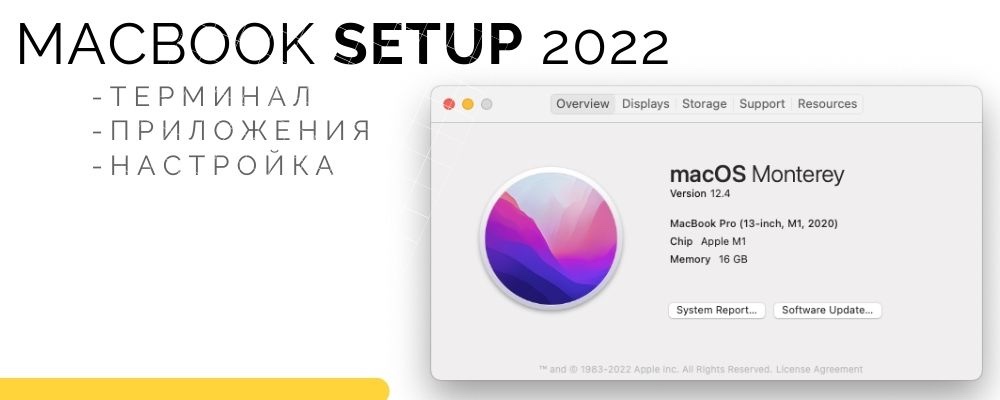 MACBOOK SETUP 2022
-ТЕРМИНАЛ
-ПРИЛОЖЕНИЯ
-НАСТРОЙКА
Overview Displays Storage Support Resources
macOS Monterey
Version 12.4
MacBook Pro (13-inch, M1, 2020)
Chip Apple M1
Memory 16 GB
System Report... Software Update...
™ and © 1983-2022 Apple Inc. All Rights Reserved. License Agreement